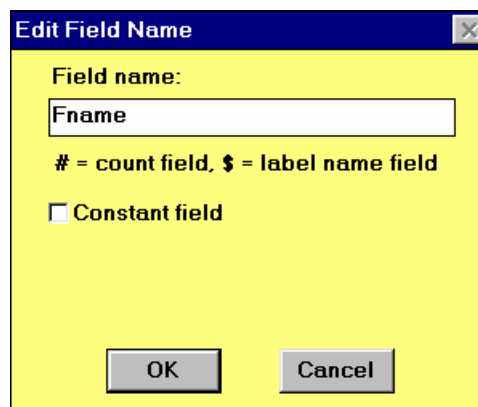 Edit Field Name
Field name:
Fname
# = count field, $ = label name field
Constant field
OK Cancel